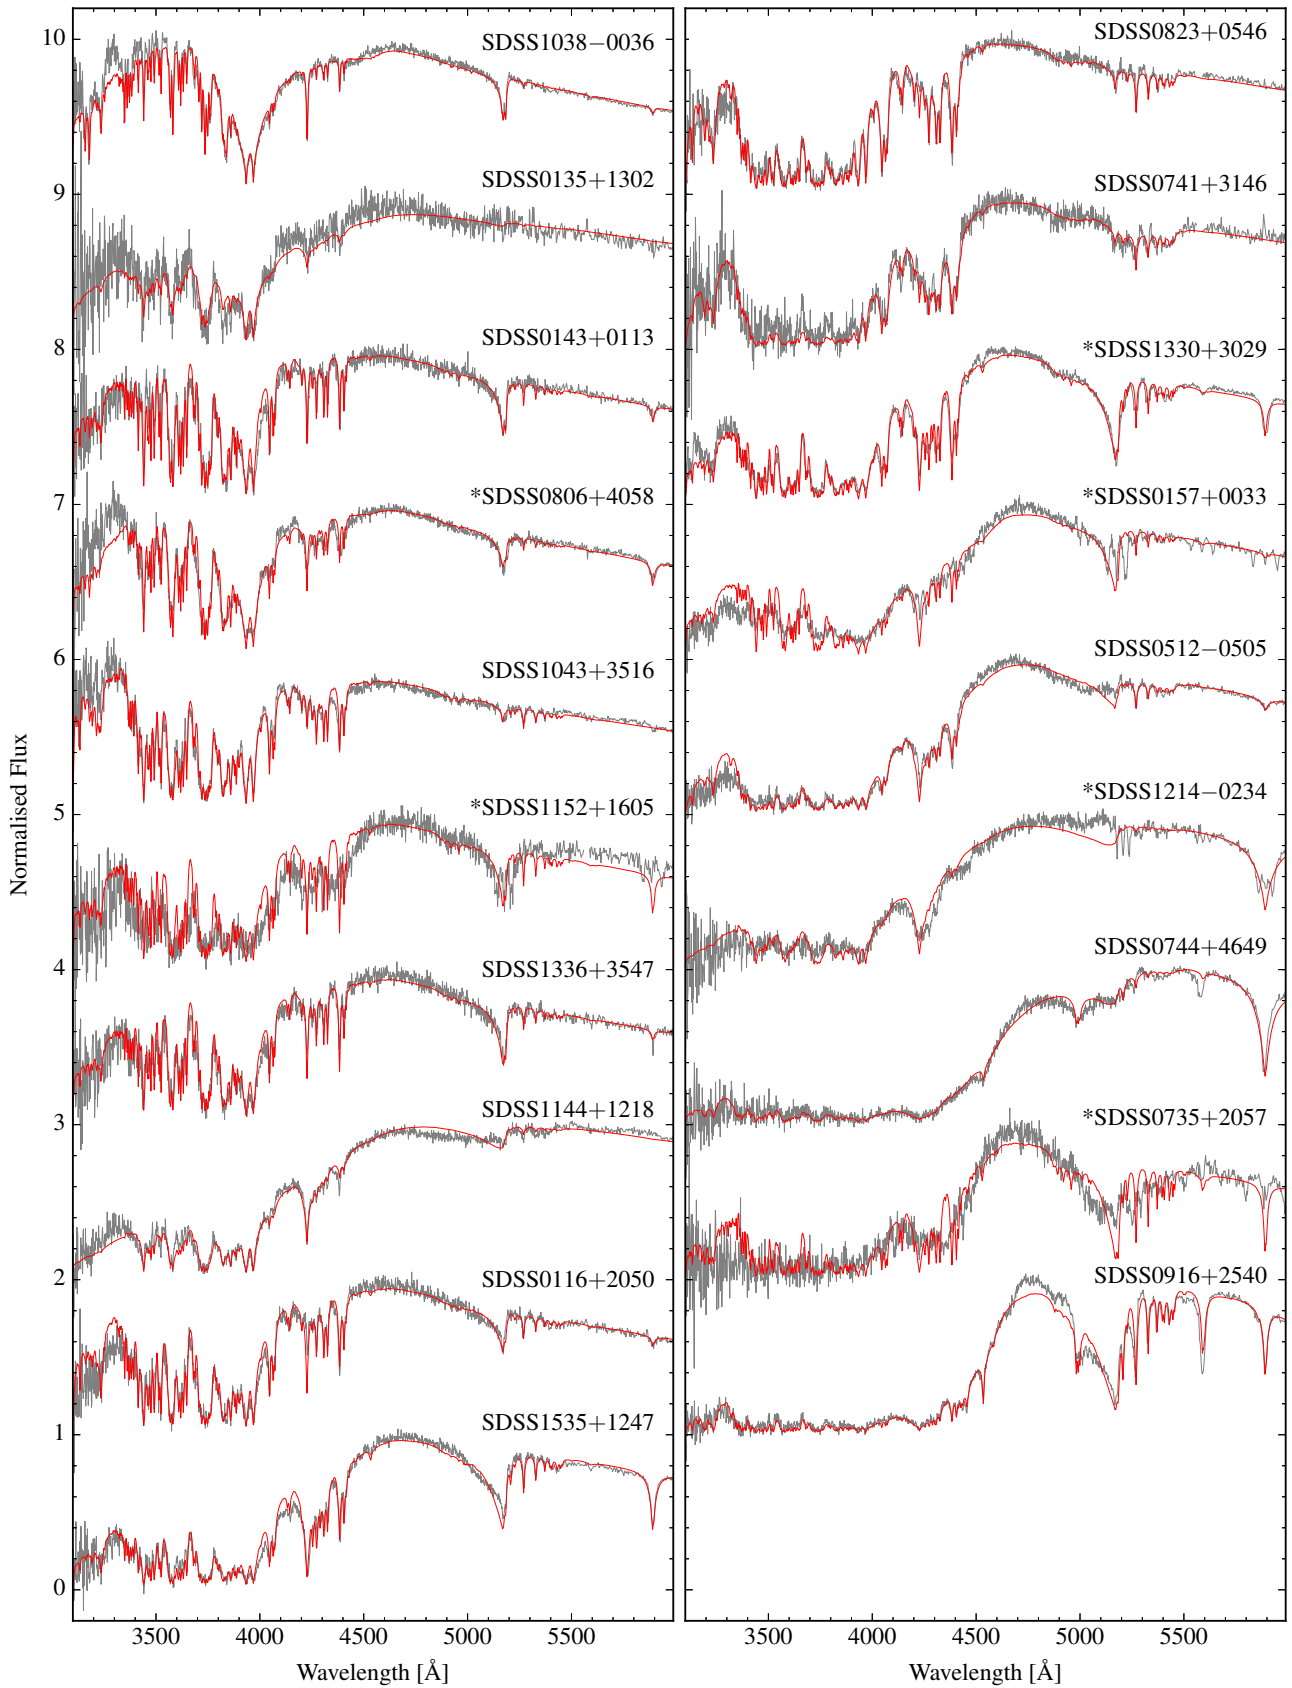 10
9
8
7
6
5
4
3
2
1
0
Normalised Flux
SDSS1038−0036
SDSS0135+1302
SDSS0143+0113
*SDSS0806+4058
SDSS1043+3516
*SDSS1152+1605
SDSS1336+3547
SDSS1144+1218
SDSS0116+2050
SDSS1535+1247
3500 4000 4500 5000 5500
Wavelength [Å]
SDSS0823+0546
SDSS0741+3146
*SDSS1330+3029
*SDSS0157+0033
SDSS0512−0505
*SDSS1214−0234
SDSS0744+4649
*SDSS0735+2057
SDSS0916+2540
3500 4000 4500 5000 5500
Wavelength [Å]